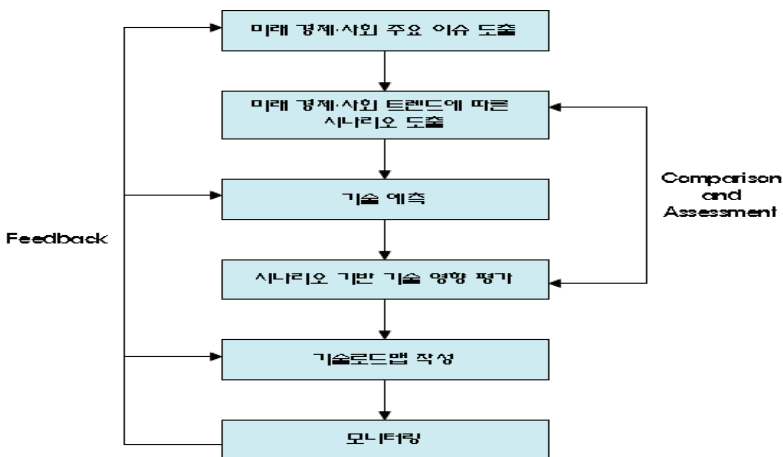 미래 경제·사회 주요 이슈 도출
미래 경제·사회 트렌드에 따른
시나리오 도출
기술 예측
시나리오 기반 기술 영향 평가
기술로드맵 작성
모니터링
Feedback
Comparison
and
Assessment